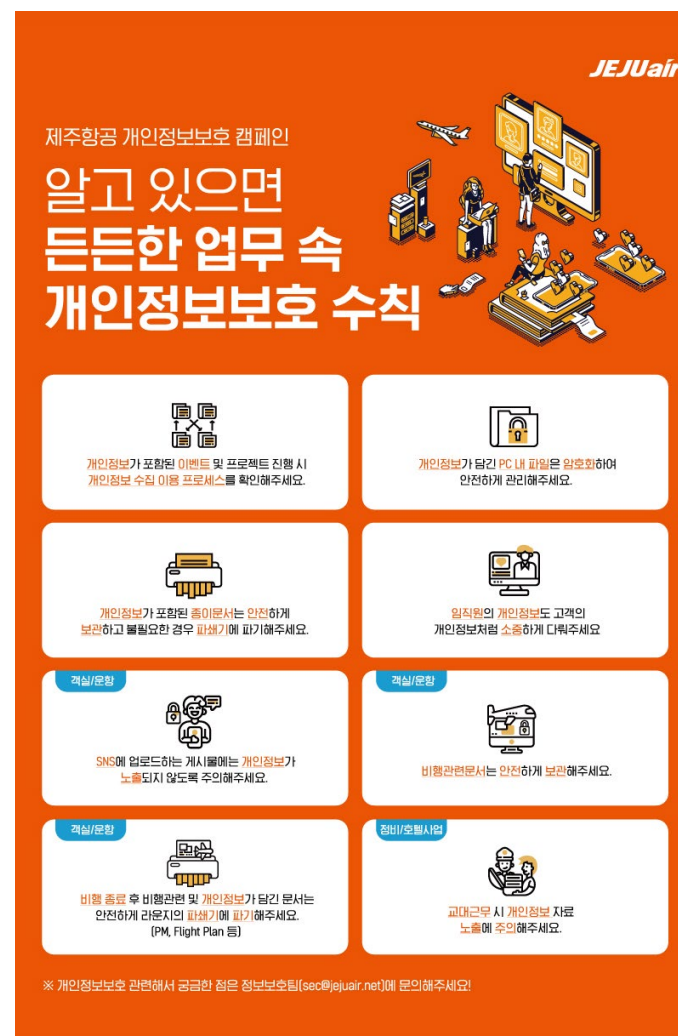 JEJUair
제주항공 개인정보보호 캠페인
알고 있으면
든든한 업무 속
개인정보보호 수칙
개인정보가 포함된 이벤트 및 프로젝트 진행 시
개인정보 수집 이용 프로세스를 확인해주세요.
개인정보가 담긴 PC 내 파일은 암호화하여
안전하게 관리해주세요.
개인정보가 포함된 종이문서는 안전하게
보관하고 불필요한 경우 파쇄기에 파기해주세요.
임직원의 개인정보도 고객의
개인정보처럼 소중하게 다뤄주세요
객실/운항
SNS에 업로드하는 게시물에는 개인정보가
노출되지 않도록 주의해주세요.
객실/운항
비행관련문서는 안전하게 보관해주세요.
객실/운항
비행 종료 후 비행관련 및 개인정보가 담긴 문서는
안전하게 라운지의 파쇄기에 파기해주세요.
(PM, Flight Plan 등)
정비/호텔사업
교대근무 시 개인정보 자료
노출에 주의해주세요.
※ 개인정보보호 관련해서 궁금한 점은 정보보호팀(sec@jejuair.net)에 문의해주세요!